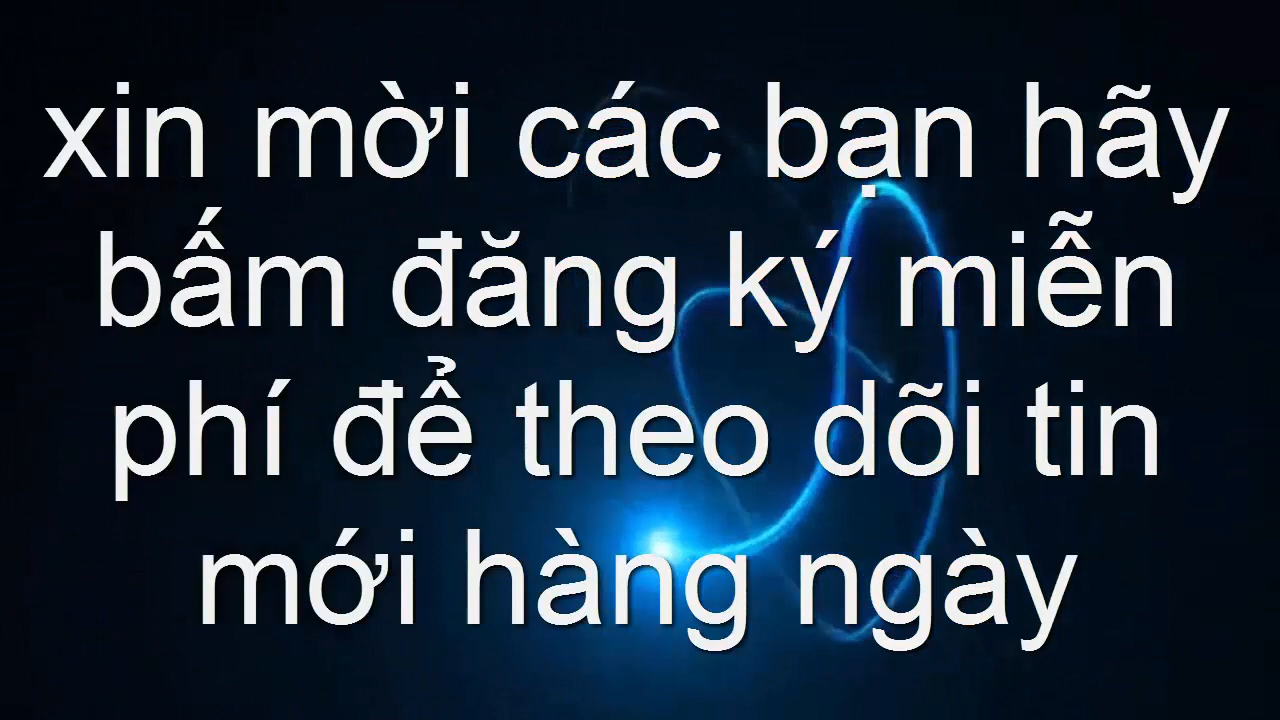 xin mời các bạn hãy
bấm đăng ký miễn
phí để theo dõi tin
mới hàng ngày